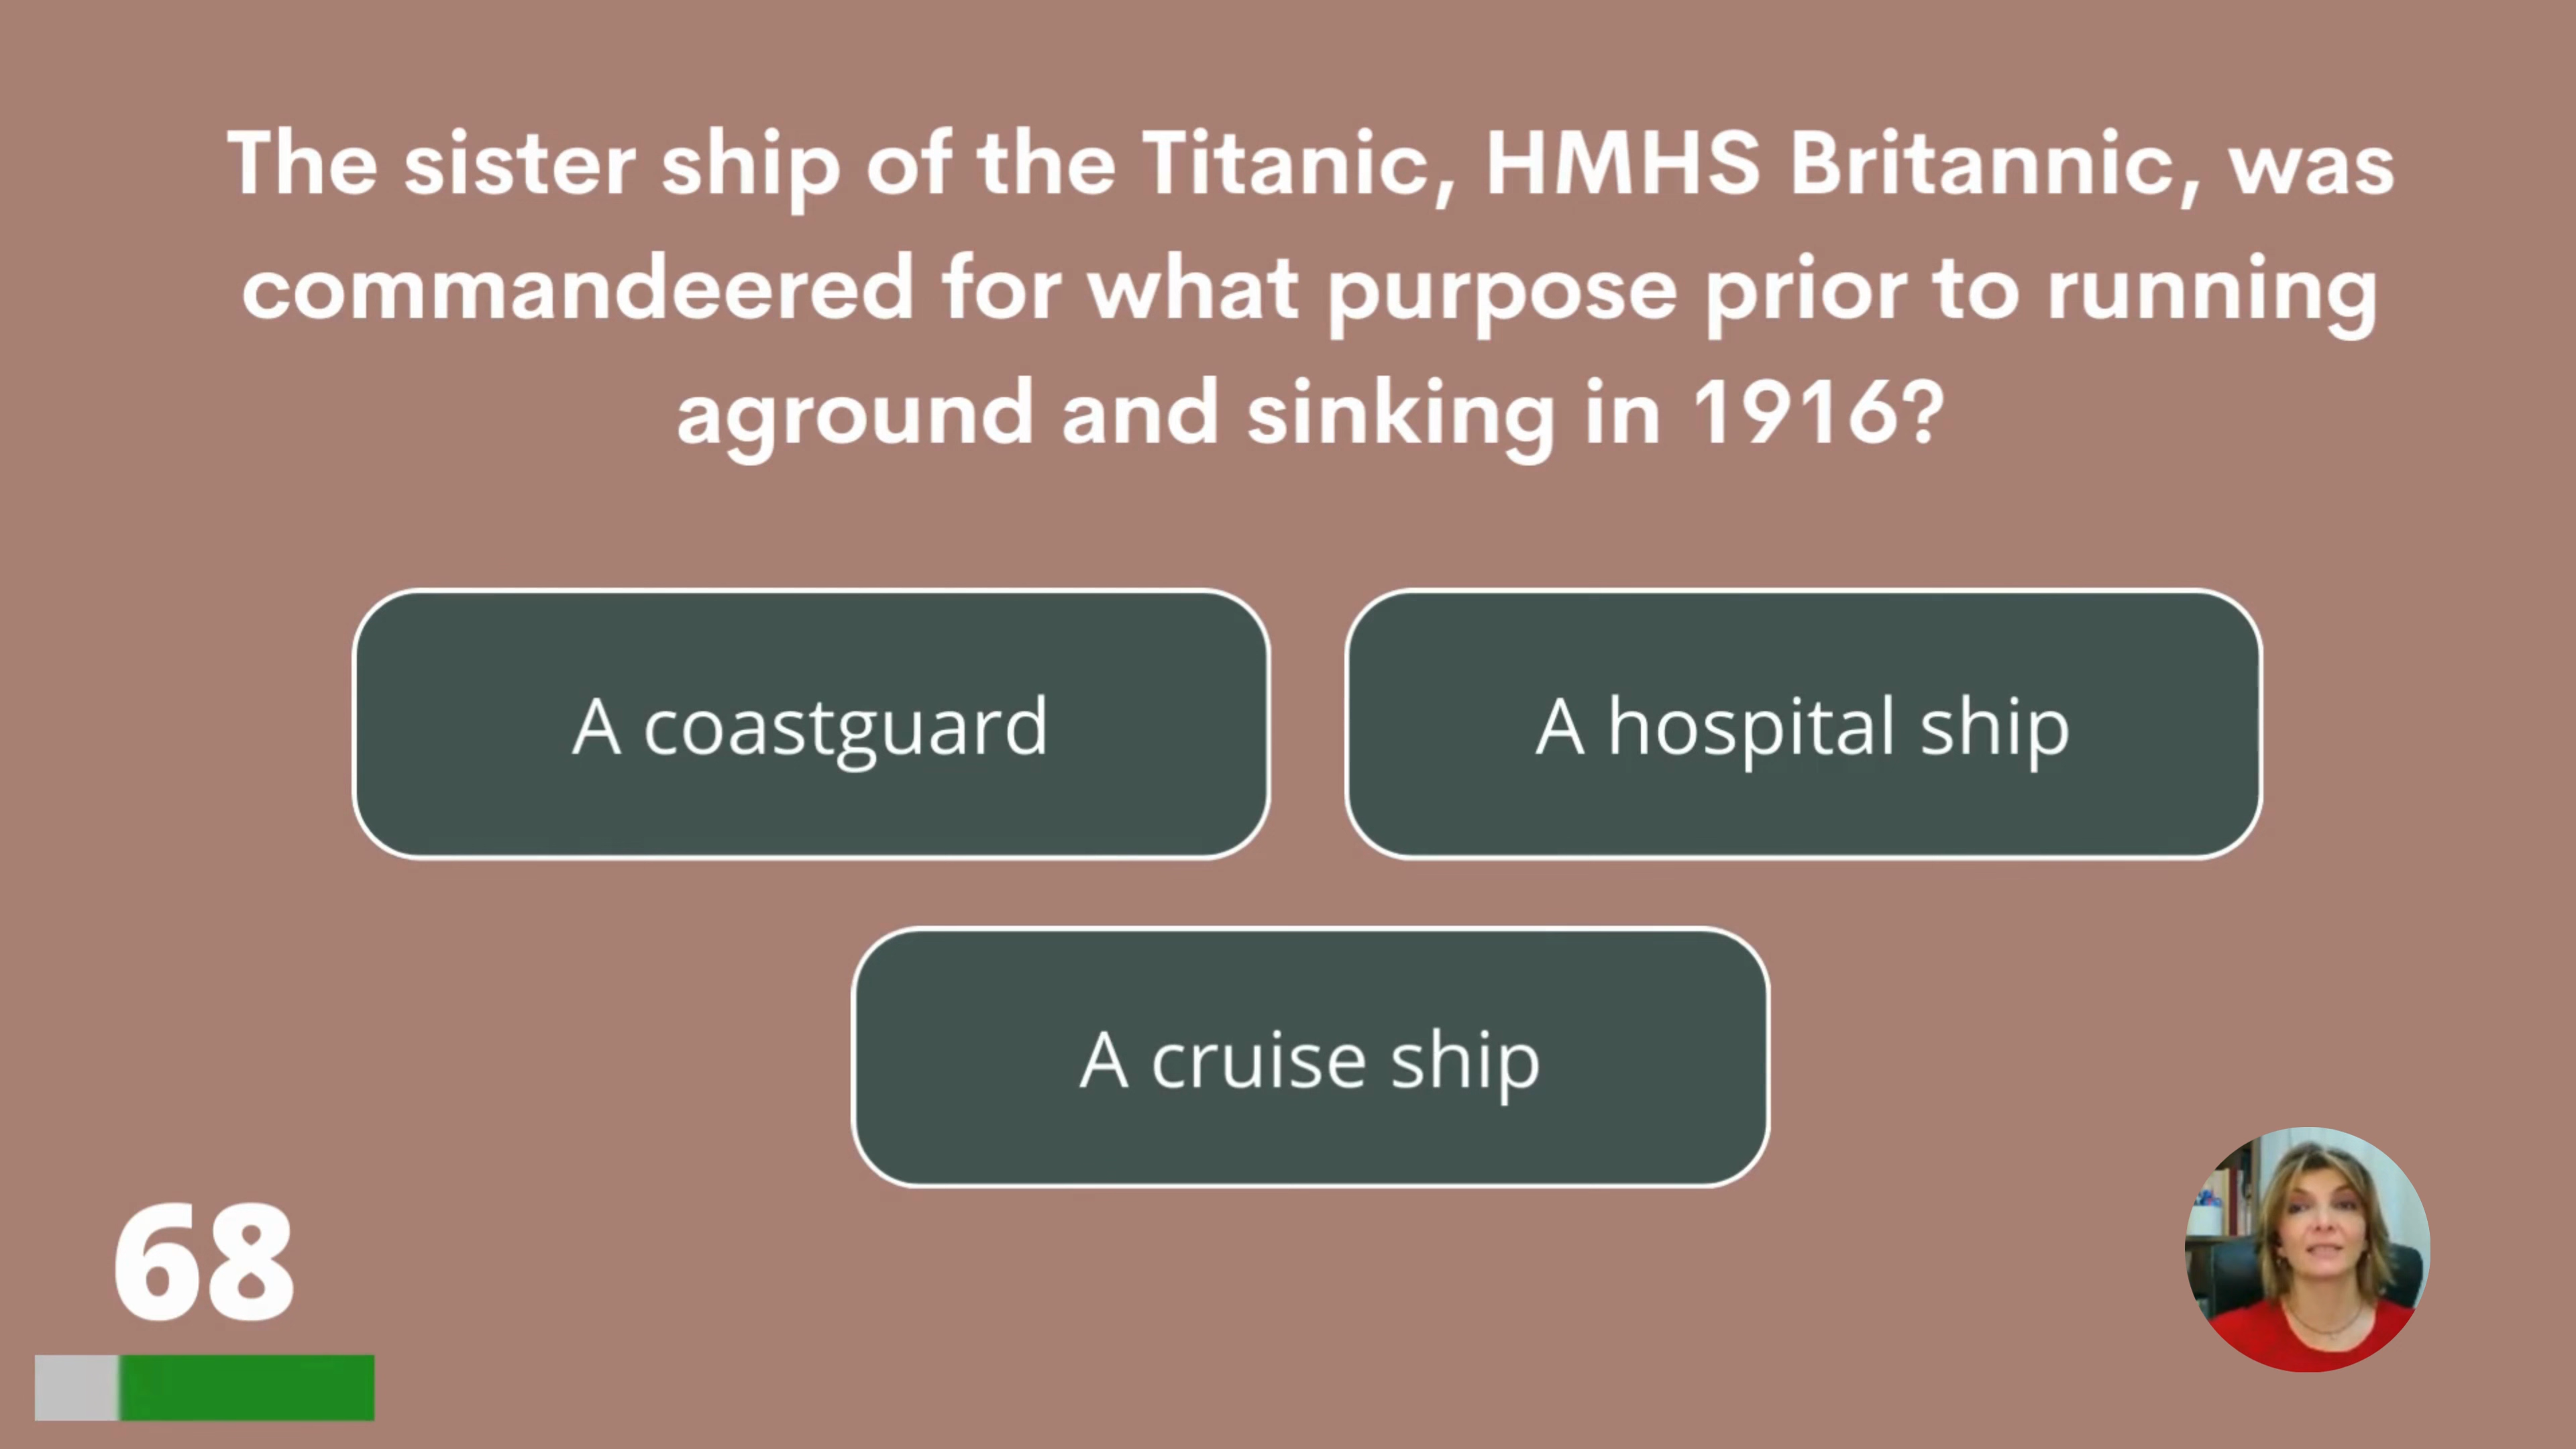 The sister ship of the Titanic, HMHS Britannic, was
commandeered for what purpose prior to running
aground and sinking in 1916?
A coastguard
A hospital ship
A cruise ship
68